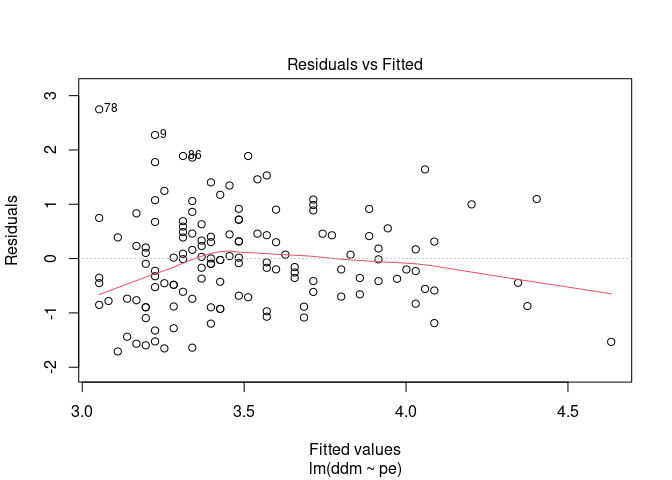 Residuals vs Fitted
3
2
1
0
-1
-2
Residuals
78
9
86
3.0 3.5 4.0 4.5
Fitted values
lm(ddm ~ pe)